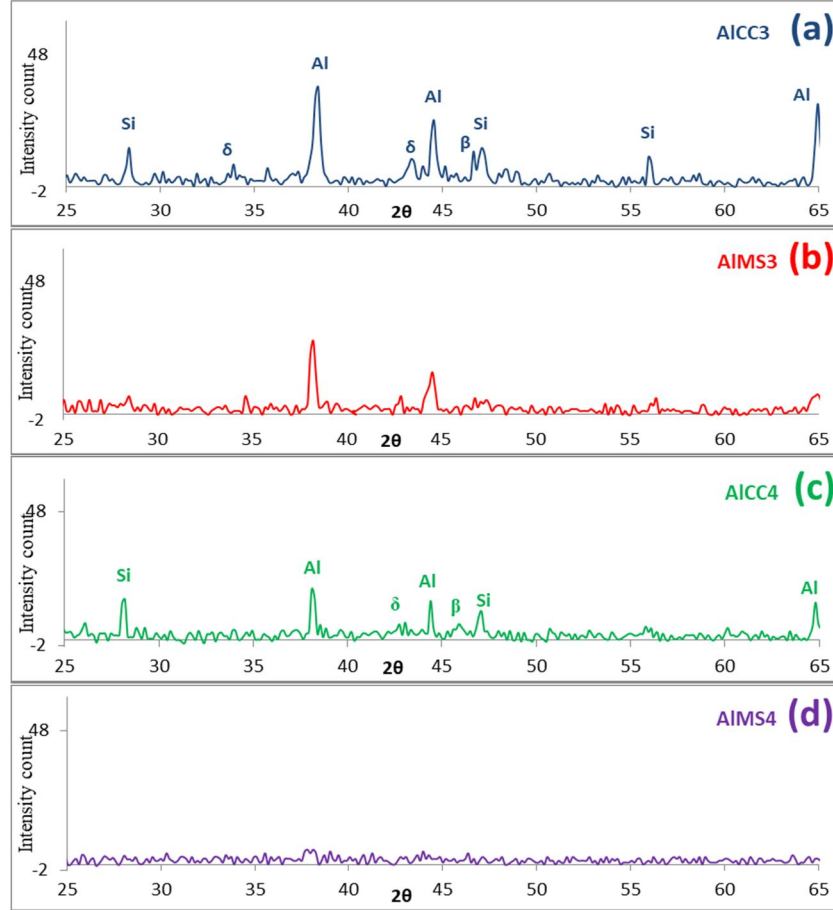 AlCC3 (a)
Intensity count
48
-2
Si
δ
Al
δ
Al
β
Si
Si
Al
25 30 35 40 45 50 55 60 65
2θ
AlMS3 (b)
Intensity count
48
-2
25 30 35 40 45 50 55 60 65
2θ
AlCC4 (c)
Intensity count
48
-2
Si
Al
δ
Al
β
Si
Al
25 30 35 40 45 50 55 60 65
2θ
AlMS4 (d)
Intensity count
48
-2
25 30 35 40 45 50 55 60 65
2θ